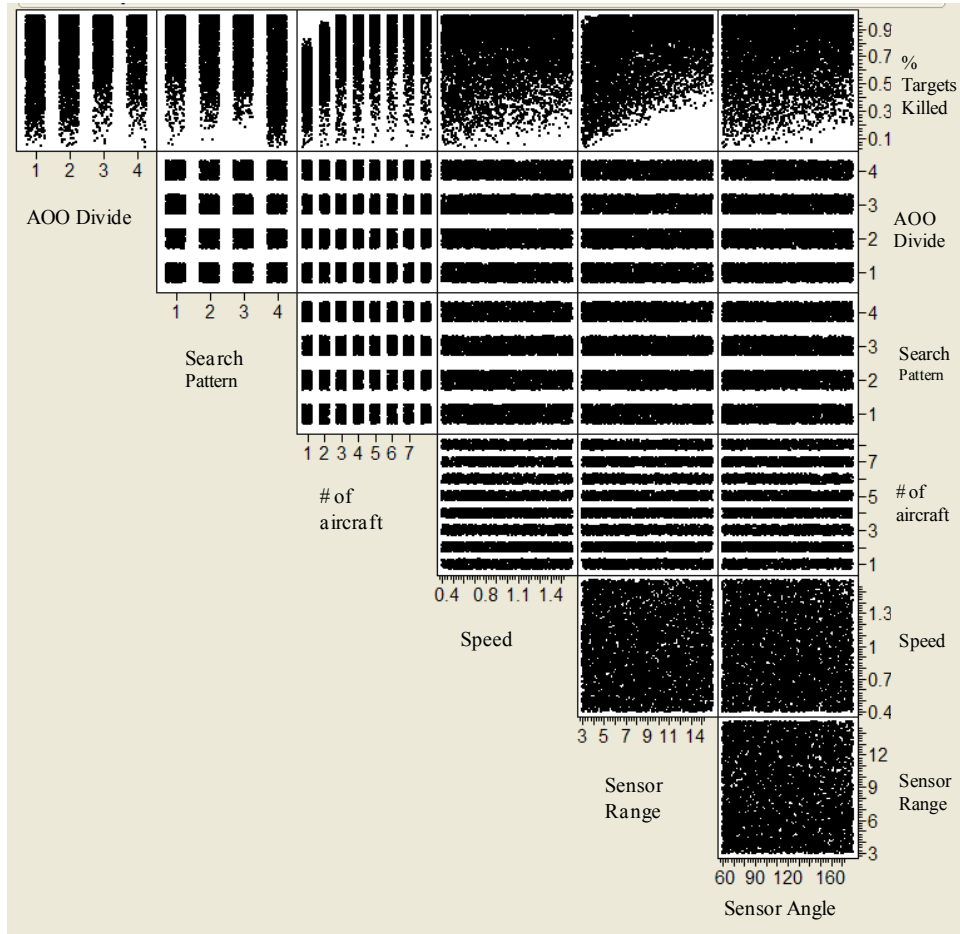 0.9
0.7
0.5
0.3
0.1
%
Targets
Killed
1 2 3 4
AOO Divide
4
3
2
1
AOO
Divide
1 2 3 4
Search
Pattern
4
3
2
1
Search
Pattern
1 2 3 4 5 6 7
# of
aircraft
7
5
3
1
# of
aircraft
0.4 0.8 1.1 1.4
Speed
1.3
1
0.7
0.4
Speed
3 5 7 9 11 14
Sensor
Range
12
9
6
3
Sensor
Range
60 90 120 160
Sensor Angle